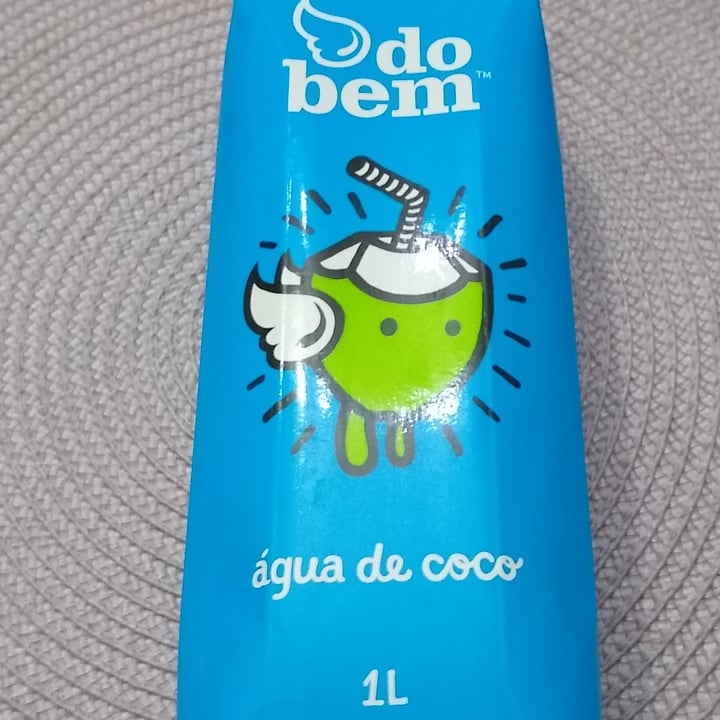 do
bem™
água de coco
1L